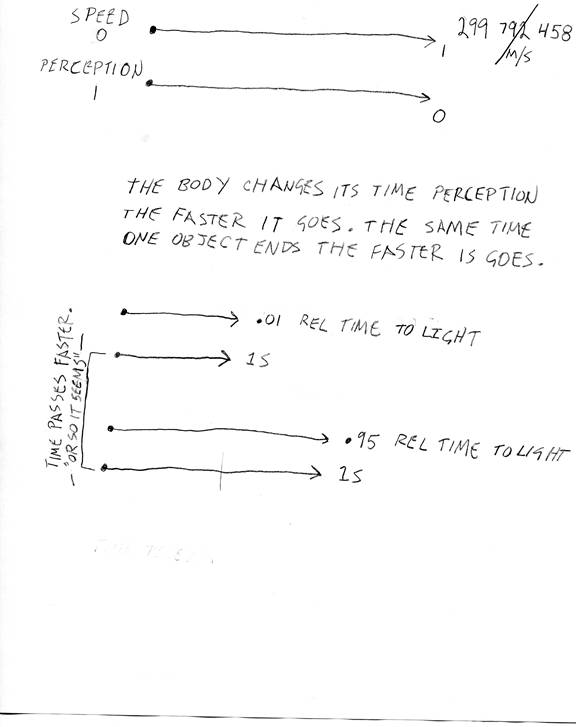 SPEED
0
1
299 792 458
M/S
PERCEPTION
1
0
THE BODY CHANGES ITS TIME PERCEPTION
THE FASTER IT GOES. THE SAME TIME
ONE OBJECT ENDS THE FASTER IS GOES.
.01 REL TIME TO LIGHT
1S
TIME PASSES FASTER.
— "OR SO IT SEEMS" —
.95 REL TIME TO LIGHT
1S